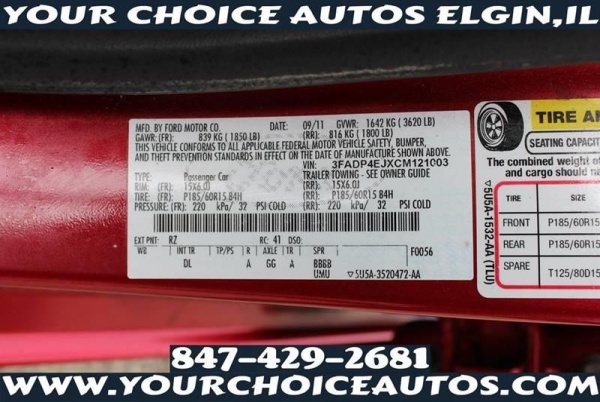 YOUR CHOICE AUTOS ELGIN,IL
MFD. BY FORD MOTOR CO. DATE: 09/11 GVWR: 1642 KG ( 3620 LB)
GAWR: (FR): 839 KG ( 1850 LB) (RR): 816 KG ( 1800 LB)
THIS VEHICLE CONFORMS TO ALL APPLICABLE FEDERAL MOTOR VEHICLE SAFETY, BUMPER,
AND THEFT PREVENTION STANDARDS IN EFFECT ON THE DATE OF MANUFACTURE SHOWN ABOVE.
VIN: 3FADP4EJXCM121003
TYPE: Passenger Car TRAILER TOWING - SEE OWNER GUIDE
RIM: (FR): 15X6.0J (RR): 15X6.0J
TIRE: (FR): P185/60R15 84H (RR): P185/60R15 84H
PRESSURE: (FR): 220 kPa/ 32 PSI COLD (RR): 220 kPa/ 32 PSI COLD
EXT PNT: RZ RC: 41 DSO: F0056
WB INT TR TP/PS R AXLE TR SPR
DL A GG A BBBB
UMU ▽5U5A-3520472-AA
TIRE AN
SEATING CAPACITY
The combined weight of
and cargo should ne
▽5U5A-1532-AA (TLU)
TIRE SIZE
FRONT P185/60R15
REAR P185/60R15
SPARE T125/80D15
847-429-2681
WWW.YOURCHOICEAUTOS.COM